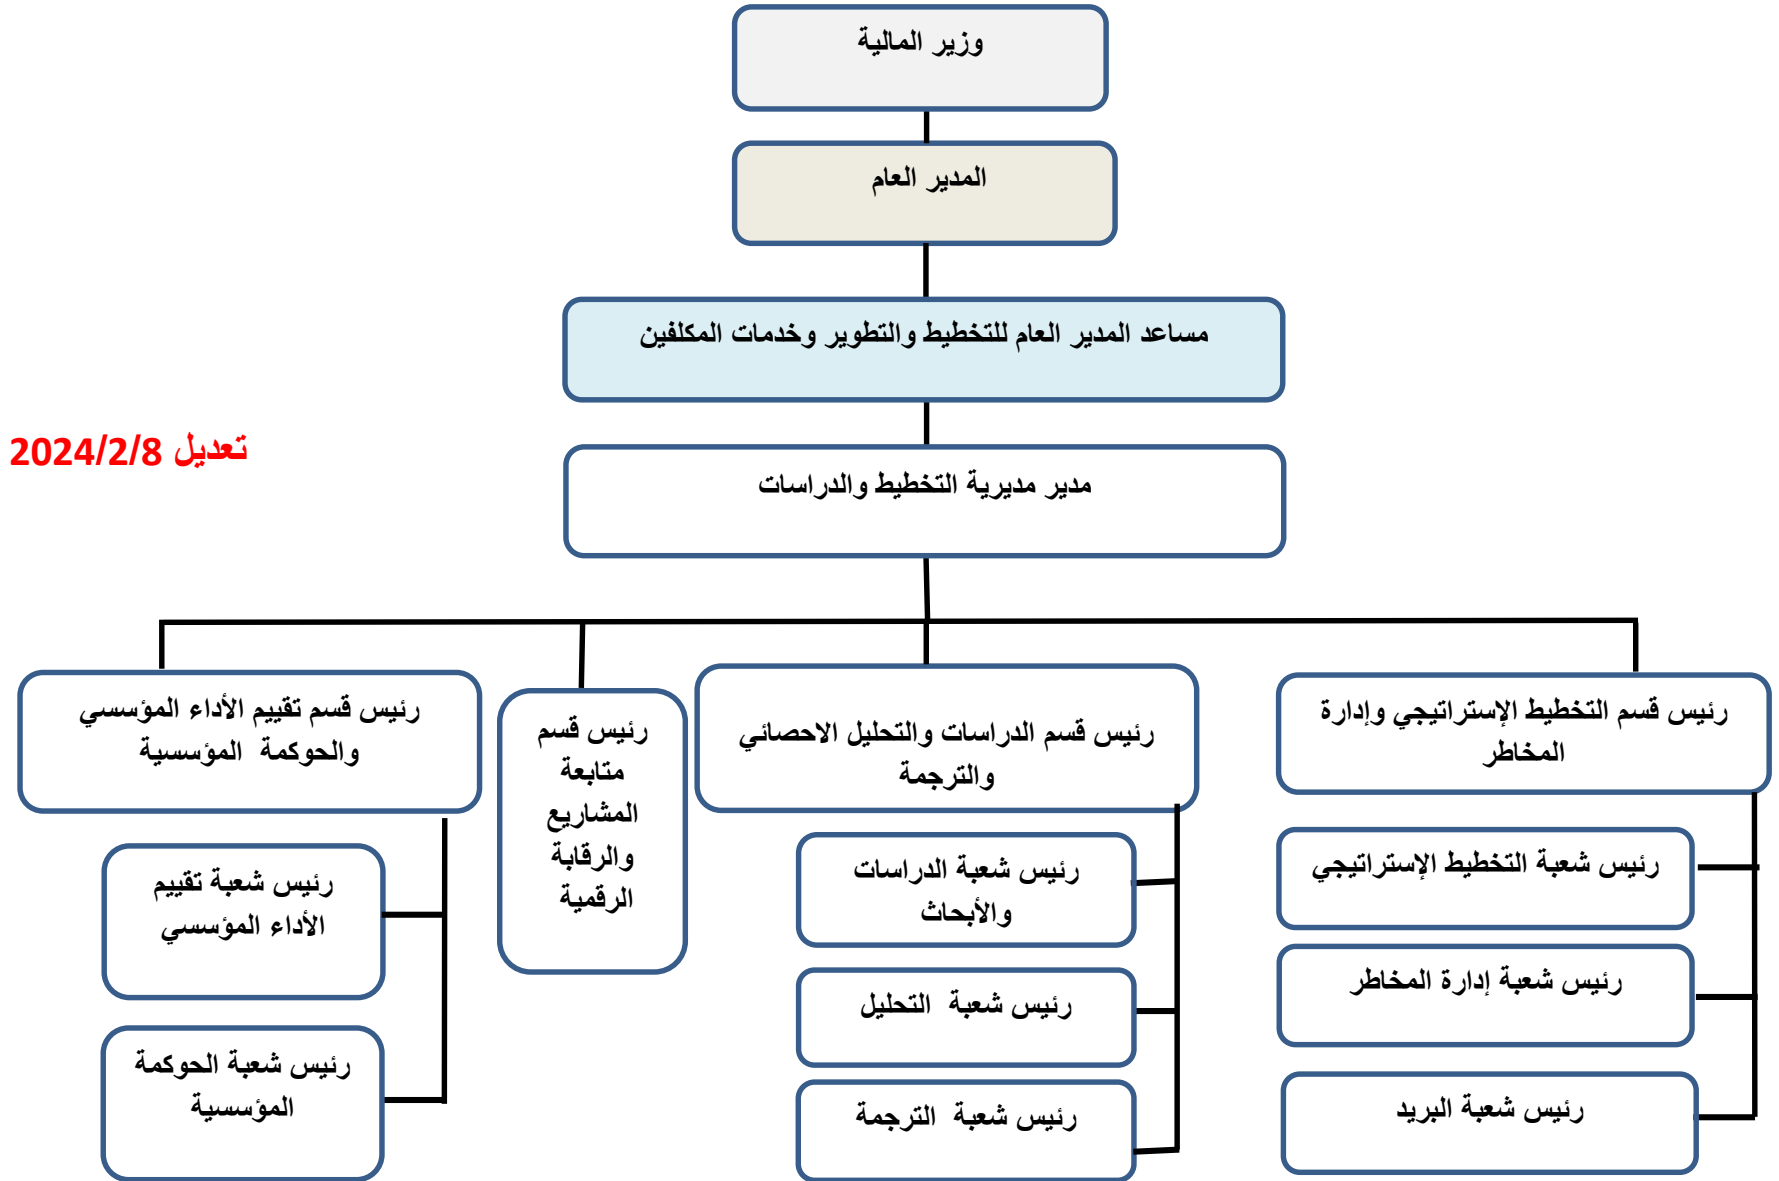 وزير المالية
المدير العام
مساعد المدير العام للتخطيط والتطوير وخدمات المكلفين
تعديل 2024/2/8
مدير مديرية التخطيط والدراسات
رئيس قسم التخطيط الإستراتيجي وإدارة
المخاطر
رئيس شعبة التخطيط الإستراتيجي
رئيس شعبة إدارة المخاطر
رئيس شعبة البريد
رئيس قسم الدراسات والتحليل الاحصائي
والترجمة
رئيس شعبة الدراسات
والأبحاث
رئيس شعبة التحليل
رئيس شعبة الترجمة
رئيس قسم
متابعة
المشاريع
والرقابة
الرقمية
رئيس قسم تقييم الأداء المؤسسي
والحوكمة المؤسسية
رئيس شعبة تقييم
الأداء المؤسسي
رئيس شعبة الحوكمة
المؤسسية